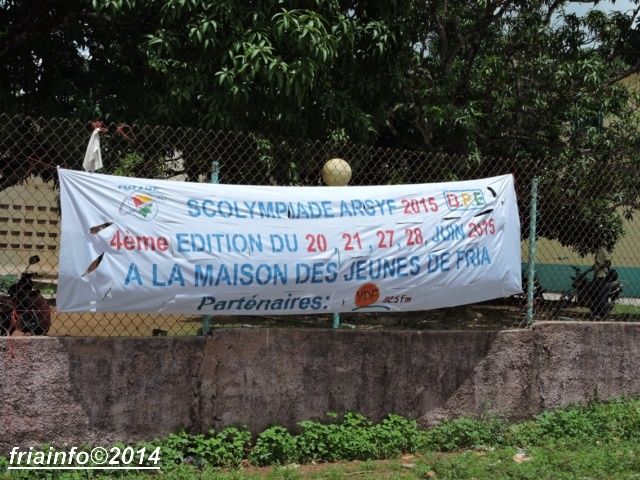 SCOLYMPIADE ARSYF 2015 D.P.E
4ème EDITION DU 20, 21, 27, 28, JUIN 2015
A LA MAISON DES JEUNES DE FRIA
Parténaires: VDF 92.5 fm
friainfo©2014